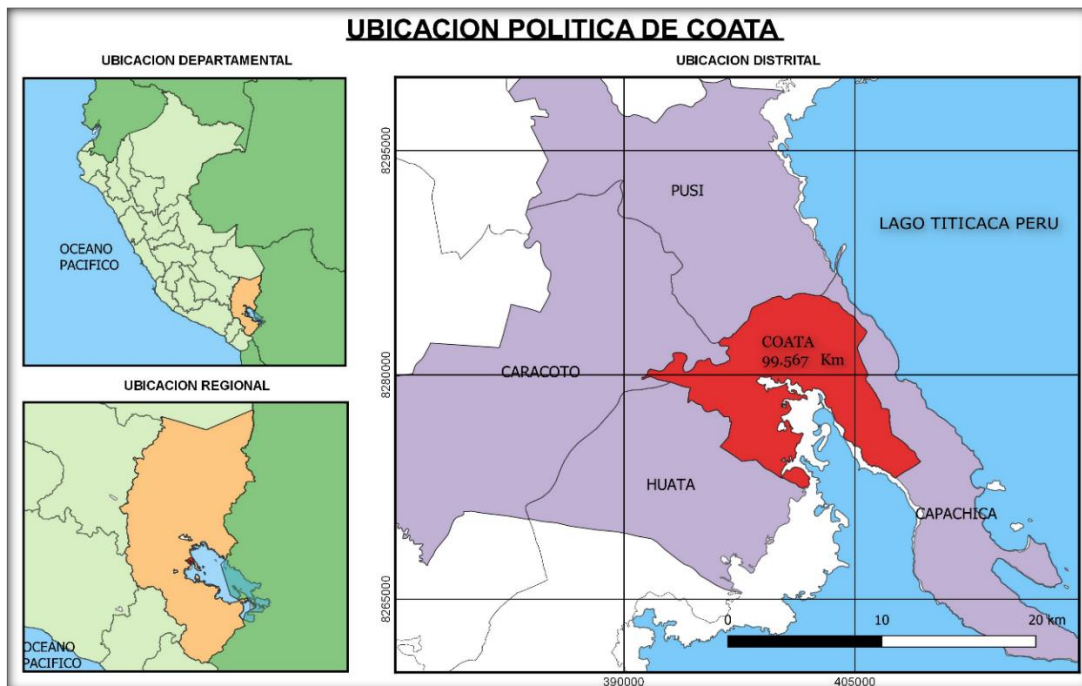 UBICACION POLITICA DE COATA
UBICACION DEPARTAMENTAL
OCEANO
PACIFICO
UBICACION REGIONAL
OCEANO
PACIFICO
UBICACION DISTRITAL
8295000
8280000
8265000
PUSI
LAGO TITICACA PERU
COATA
99,567 Km
CARACOTO
HUATA
CAPACHICA
0 10 20 km
390000 405000